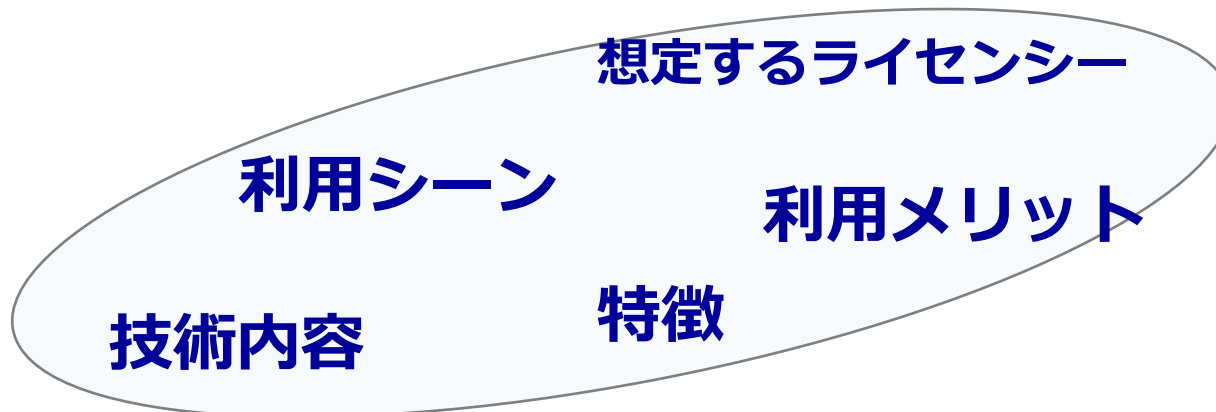 想定するライセンシー
利用シーン
利用メリット
特徴
技術内容